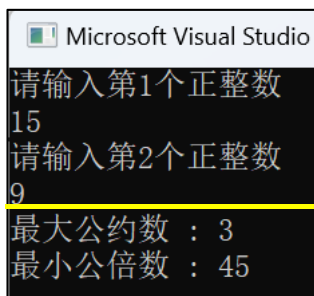 Microsoft Visual Studio
请输入第1个正整数
15
请输入第2个正整数
9
最大公约数 : 3
最小公倍数 : 45